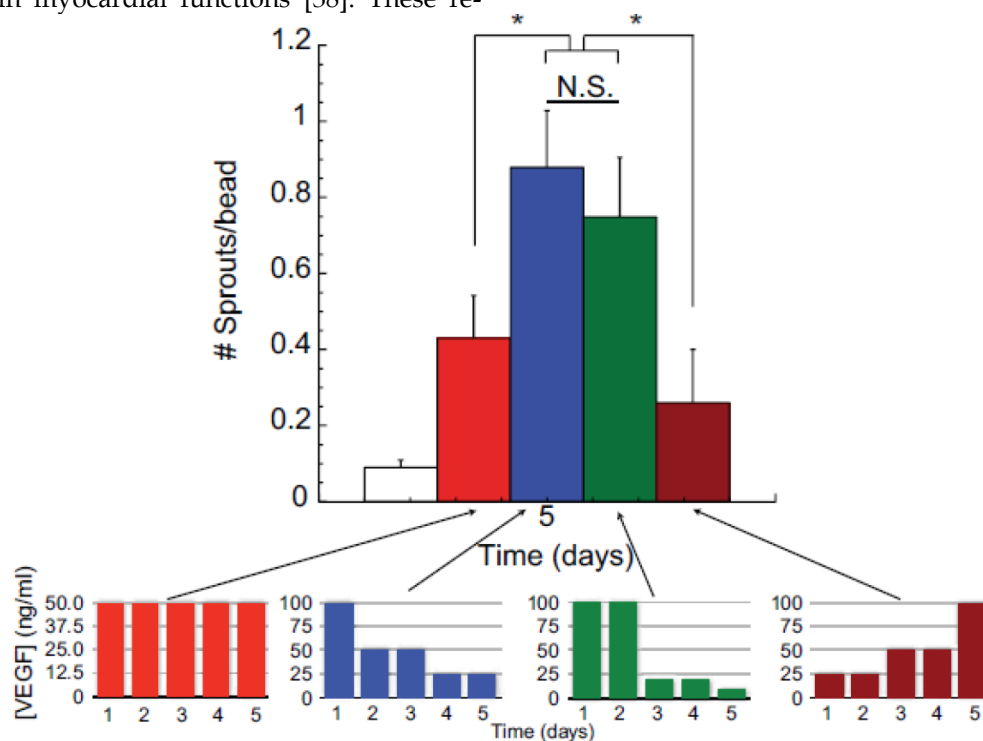 in myocardial functions [58]. These re-
* *
1.2
N.S.
1
0.8
0.6
0.4
0.2
0
# Sprouts/bead
5
Time (days)
[VEGF] (ng/ml)
50.0
37.5
25.0
12.5
0
1 2 3 4 5
100
75
50
25
0
1 2 3 4 5
100
75
50
25
0
1 2 3 4 5
100
75
50
25
0
1 2 3 4 5
Time (days)